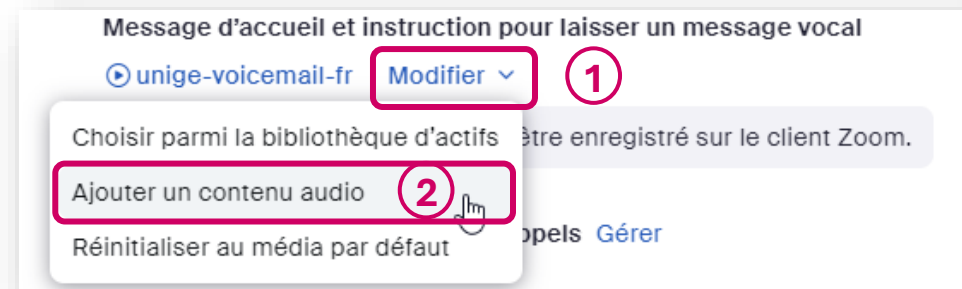 Message d'accueil et instruction pour laisser un message vocal
unige-voicemail-fr Modifier 1
Choisir parmi la bibliothèque d'actifs être enregistré sur le client Zoom.
Ajouter un contenu audio 2
Réinitialiser au média par défaut ppels Gérer